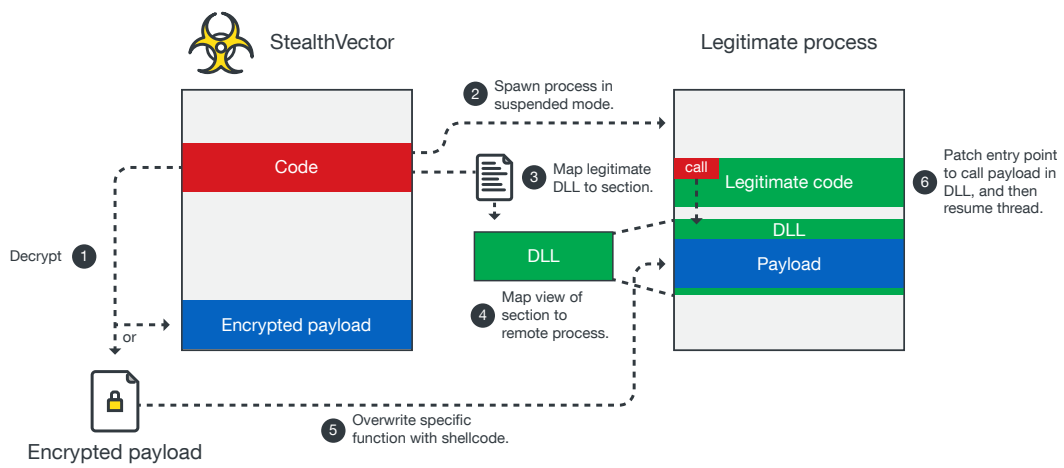 StealthVector
Legitimate process
2
Spawn process in
suspended mode.
Code
3
Map legitimate
DLL to section.
call
Legitimate code
6
Patch entry point
to call payload in
DLL, and then
resume thread.
Decrypt 1
DLL
DLL
Payload
4
Map view of
section to
remote process.
Encrypted payload
or
5
Overwrite specific
function with shellcode.
Encrypted payload